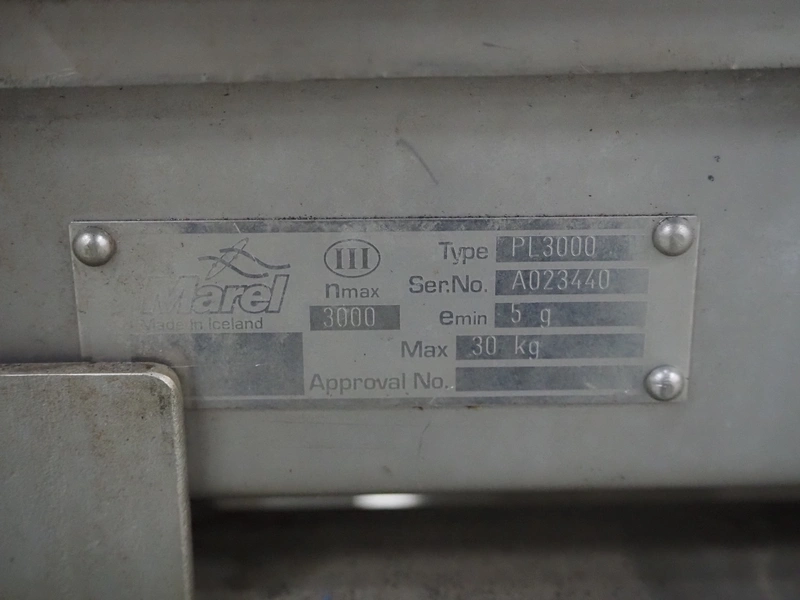 Marel
Made in Iceland
III
nmax
3000
Type PL3000
Ser.No. A023440
emin 5 g
Max 30 kg
Approval No.